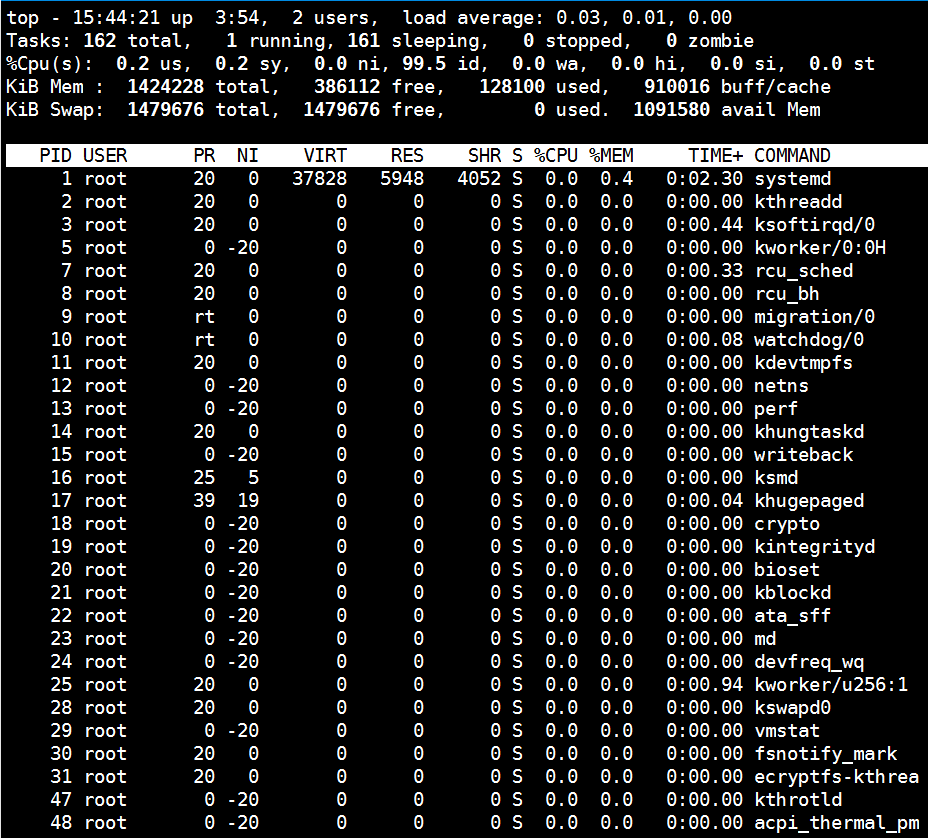 top - 15:44:21 up  3:54,  2 users,  load average: 0.03, 0.01, 0.00
Tasks: 162 total,   1 running, 161 sleeping,   0 stopped,   0 zombie
%Cpu(s):  0.2 us,  0.2 sy,  0.0 ni, 99.5 id,  0.0 wa,  0.0 hi,  0.0 si,  0.0 st
KiB Mem :  1424228 total,   386112 free,   128100 used,   910016 buff/cache
KiB Swap:  1479676 total,  1479676 free,        0 used.  1091580 avail Mem
PID USER      PR  NI    VIRT    RES    SHR S %CPU %MEM     TIME+ COMMAND
1 root      20   0   37828   5948   4052 S  0.0  0.4   0:02.30 systemd
2 root      20   0       0      0      0 S  0.0  0.0   0:00.00 kthreadd
3 root      20   0       0      0      0 S  0.0  0.0   0:00.44 ksoftirqd/0
5 root       0 -20       0      0      0 S  0.0  0.0   0:00.00 kworker/0:0H
7 root      20   0       0      0      0 S  0.0  0.0   0:00.33 rcu_sched
8 root      20   0       0      0      0 S  0.0  0.0   0:00.00 rcu_bh
9 root      rt   0       0      0      0 S  0.0  0.0   0:00.00 migration/0
10 root      rt   0       0      0      0 S  0.0  0.0   0:00.08 watchdog/0
11 root      20   0       0      0      0 S  0.0  0.0   0:00.00 kdevtmpfs
12 root       0 -20       0      0      0 S  0.0  0.0   0:00.00 netns
13 root       0 -20       0      0      0 S  0.0  0.0   0:00.00 perf
14 root      20   0       0      0      0 S  0.0  0.0   0:00.00 khungtaskd
15 root       0 -20       0      0      0 S  0.0  0.0   0:00.00 writeback
16 root      25   5       0      0      0 S  0.0  0.0   0:00.00 ksmd
17 root      39  19       0      0      0 S  0.0  0.0   0:00.04 khugepaged
18 root       0 -20       0      0      0 S  0.0  0.0   0:00.00 crypto
19 root       0 -20       0      0      0 S  0.0  0.0   0:00.00 kintegrityd
20 root       0 -20       0      0      0 S  0.0  0.0   0:00.00 bioset
21 root       0 -20       0      0      0 S  0.0  0.0   0:00.00 kblockd
22 root       0 -20       0      0      0 S  0.0  0.0   0:00.00 ata_sff
23 root       0 -20       0      0      0 S  0.0  0.0   0:00.00 md
24 root       0 -20       0      0      0 S  0.0  0.0   0:00.00 devfreq_wq
25 root      20   0       0      0      0 S  0.0  0.0   0:00.94 kworker/u256:1
28 root      20   0       0      0      0 S  0.0  0.0   0:00.00 kswapd0
29 root       0 -20       0      0      0 S  0.0  0.0   0:00.00 vmstat
30 root      20   0       0      0      0 S  0.0  0.0   0:00.00 fsnotify_mark
31 root      20   0       0      0      0 S  0.0  0.0   0:00.00 ecryptfs-kthrea
47 root       0 -20       0      0      0 S  0.0  0.0   0:00.00 kthrotld
48 root       0 -20       0      0      0 S  0.0  0.0   0:00.00 acpi_thermal_pm